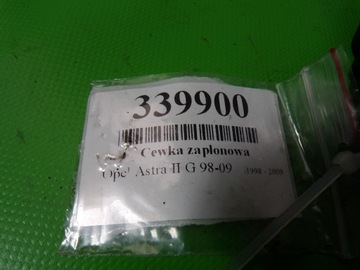 339900
Cewka zapłonowa
Opel Astra II G 98-09 1998 - 2009